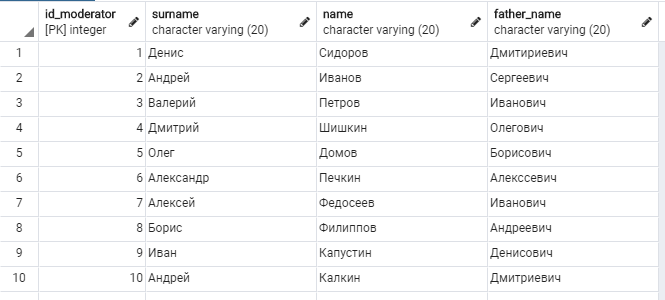 id_moderator surname name father_name
[PK] integer character varying (20) character varying (20) character varying (20)
1 1 Денис Сидоров Дмитириевич
2 2 Андрей Иванов Сергеевич
3 3 Валерий Петров Иванович
4 4 Дмитрий Шишкин Олегович
5 5 Олег Домов Борисович
6 6 Александр Печкин Алекссевич
7 7 Алексей Федосеев Иванович
8 8 Борис Филиппов Андреевич
9 9 Иван Капустин Денисович
10 10 Андрей Калкин Дмитриевич